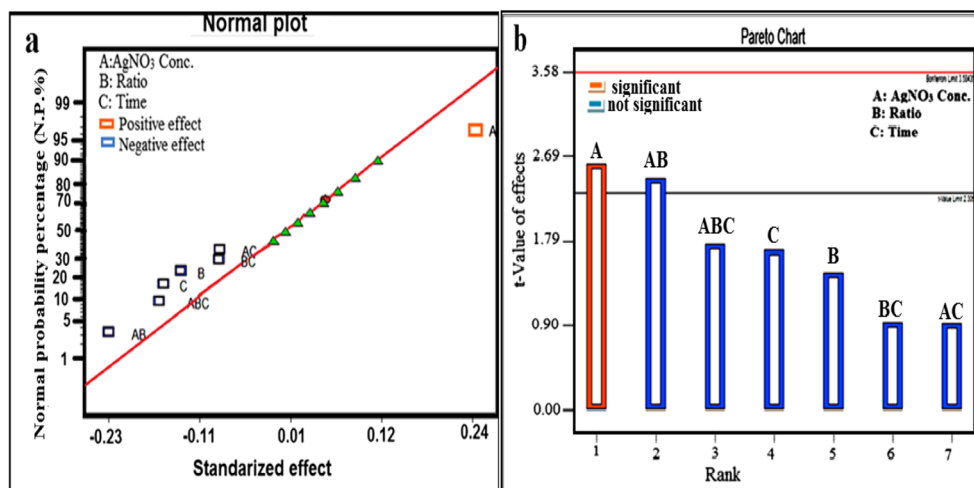 a
Normal plot
A:AgNO₃ Conc.
B: Ratio
C: Time
Positive effect
Negative effect
Normal probability percentage (N.P.%)
99
95
90
80
70
50
30
20
10
5
1
A
AC
BC
B
C
ABC
AB
-0.23
-0.11
0.01
0.12
0.24
Standarized effect
b
Pareto Chart
significant
not significant
A: AgNO₃ Conc.
B: Ratio
C: Time
t-Value of effects
3.58
2.69
1.79
0.90
0.00
A
AB
ABC
C
B
BC
AC
1
2
3
4
5
6
7
Rank